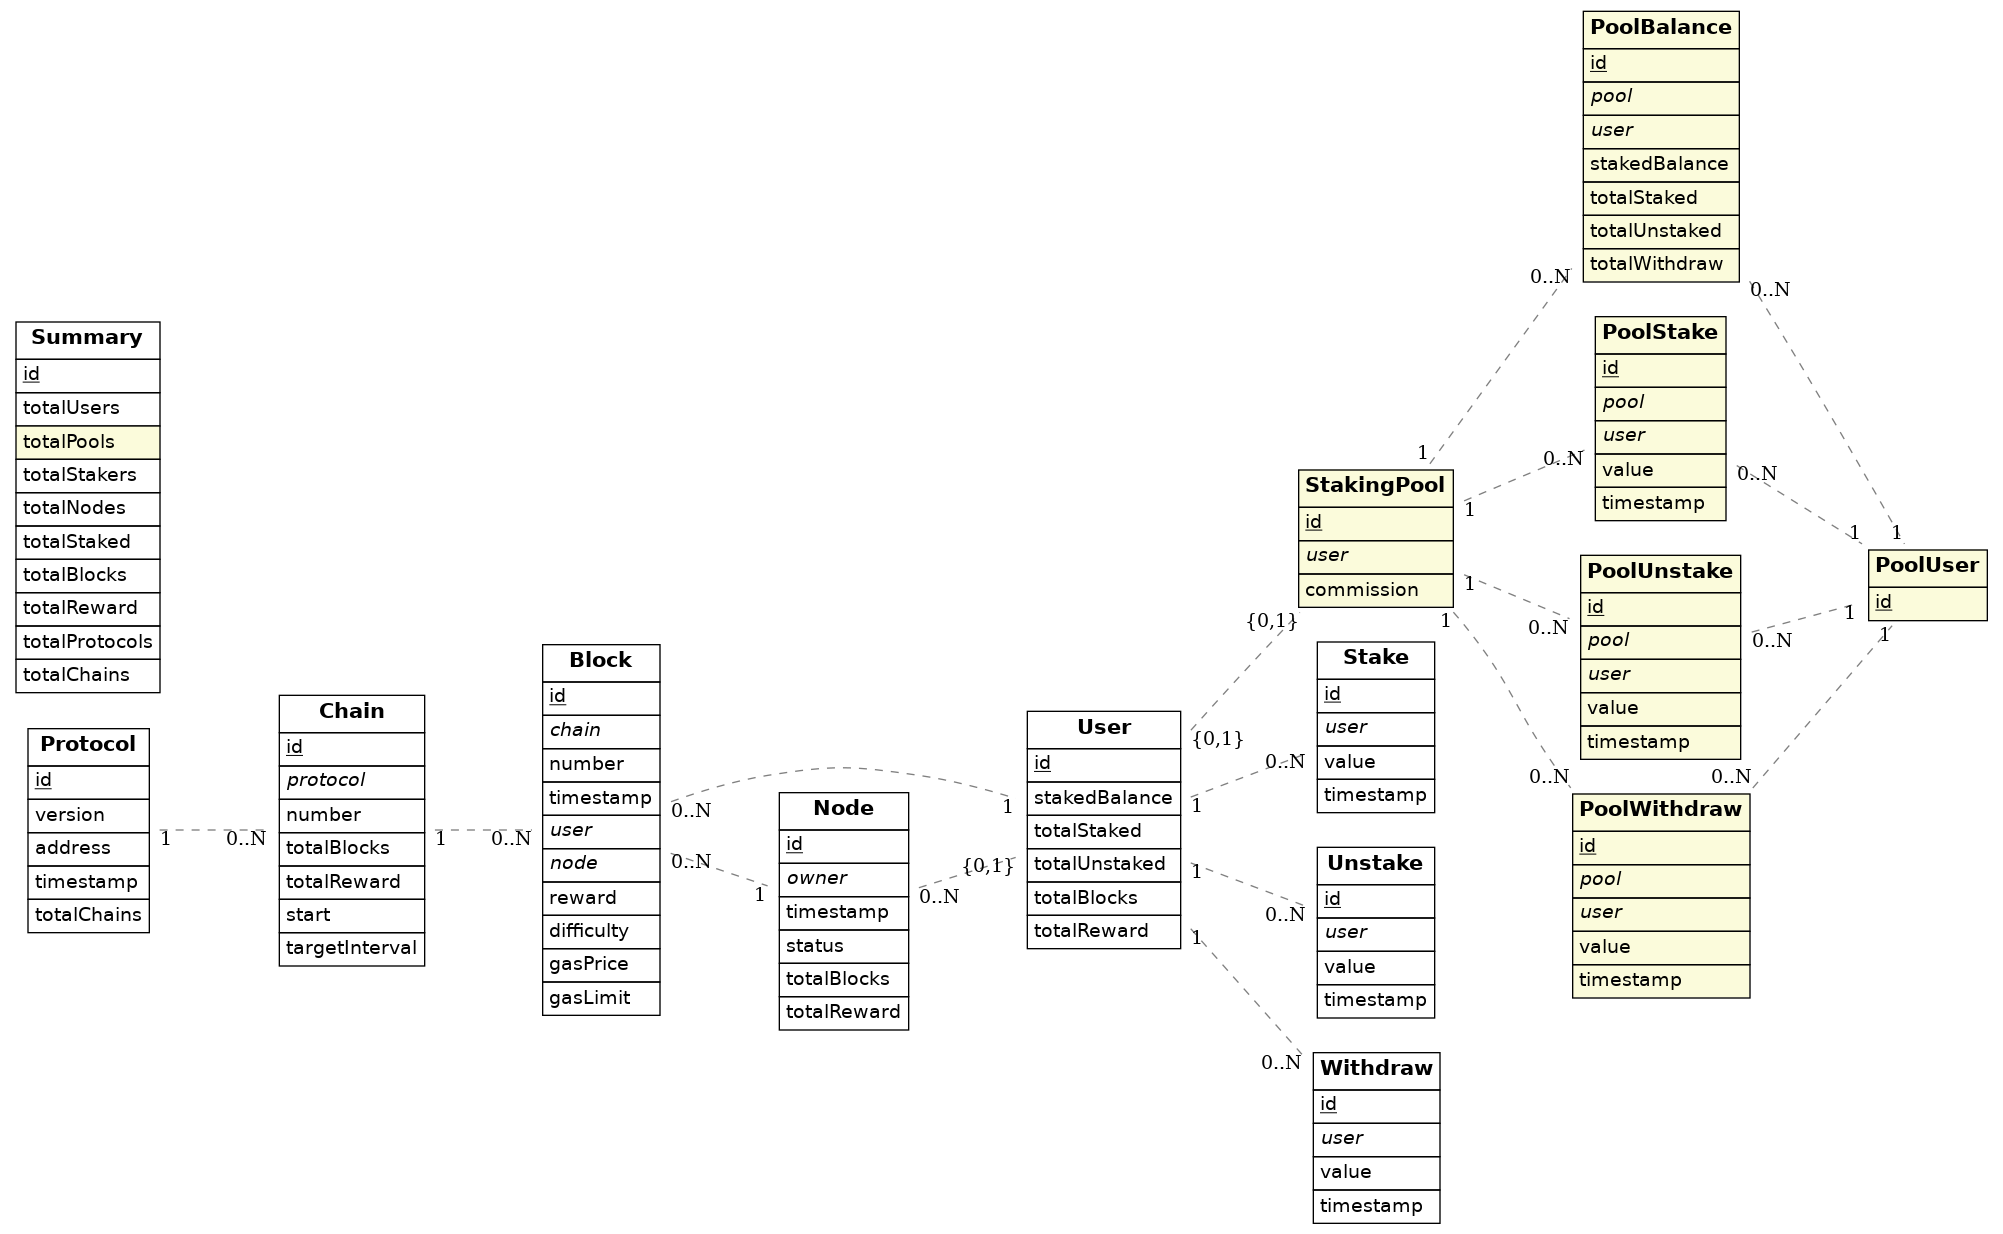 PoolBalance
id
pool
user
stakedBalance
totalStaked
totalUnstaked
totalWithdraw
0..N
0..N
Summary
id
totalUsers
totalPools
totalStakers
totalNodes
totalStaked
totalBlocks
totalReward
totalProtocols
totalChains
PoolStake
id
pool
user
value
timestamp
0..N
0..N
1
1
1
1
StakingPool
id
user
commission
1
1
{0,1}
PoolUnstake
id
pool
user
value
timestamp
0..N
0..N
1
PoolUser
id
1
Protocol
id
version
address
timestamp
totalChains
1
0..N
Chain
id
protocol
number
totalBlocks
totalReward
start
targetInterval
1
0..N
Block
id
chain
number
timestamp
user
node
reward
difficulty
gasPrice
gasLimit
0..N
0..N
1
1
Node
id
owner
timestamp
status
totalBlocks
totalReward
0..N
{0,1}
User
id
stakedBalance
totalStaked
totalUnstaked
totalBlocks
totalReward
{0,1}
1
1
1
0..N
0..N
0..N
Stake
id
user
value
timestamp
Unstake
id
user
value
timestamp
Withdraw
id
user
value
timestamp
0..N
0..N
PoolWithdraw
id
pool
user
value
timestamp